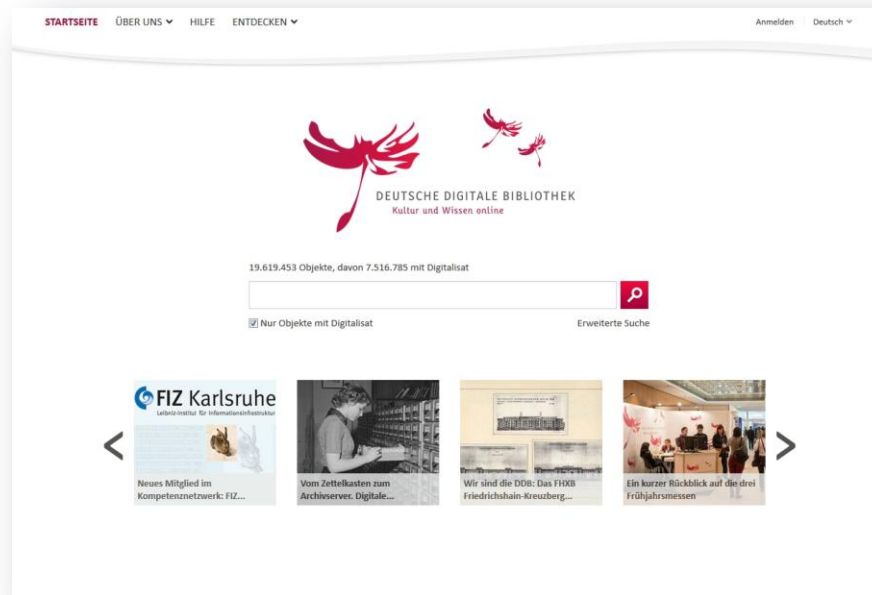 STARTSEITE ÜBER UNS HILFE ENTDECKEN Anmelden Deutsch
DEUTSCHE DIGITALE BIBLIOTHEK
Kultur und Wissen online
19.619.453 Objekte, davon 7.516.785 mit Digitalisat
Nur Objekte mit Digitalisat Erweiterte Suche
FIZ Karlsruhe
Leibniz-Institut für Informationsinfrastruktur
Neues Mitglied im
Kompetenznetzwerk: FIZ...
Vom Zettelkasten zum
Archivserver. Digitale...
Wir sind die DDB: Das FHXB
Friedrichshain-Kreuzberg...
Ein kurzer Rückblick auf die drei
Frühjahrsmessen